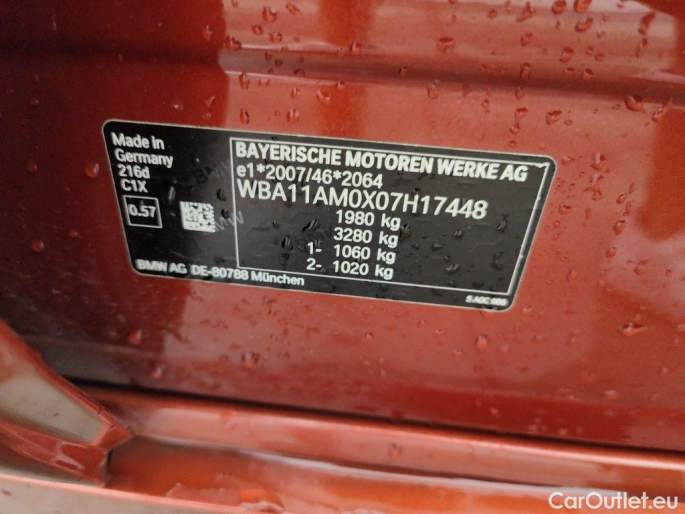 Made in
Germany
216d
C1X
0.57
BAYERISCHE MOTOREN WERKE AG
e1*2007/46*2064
WBA11AM0X07H17448
1980 kg
3280 kg
1- 1060 kg
2- 1020 kg
BMW AG DE-80788 München
CarOutlet.eu